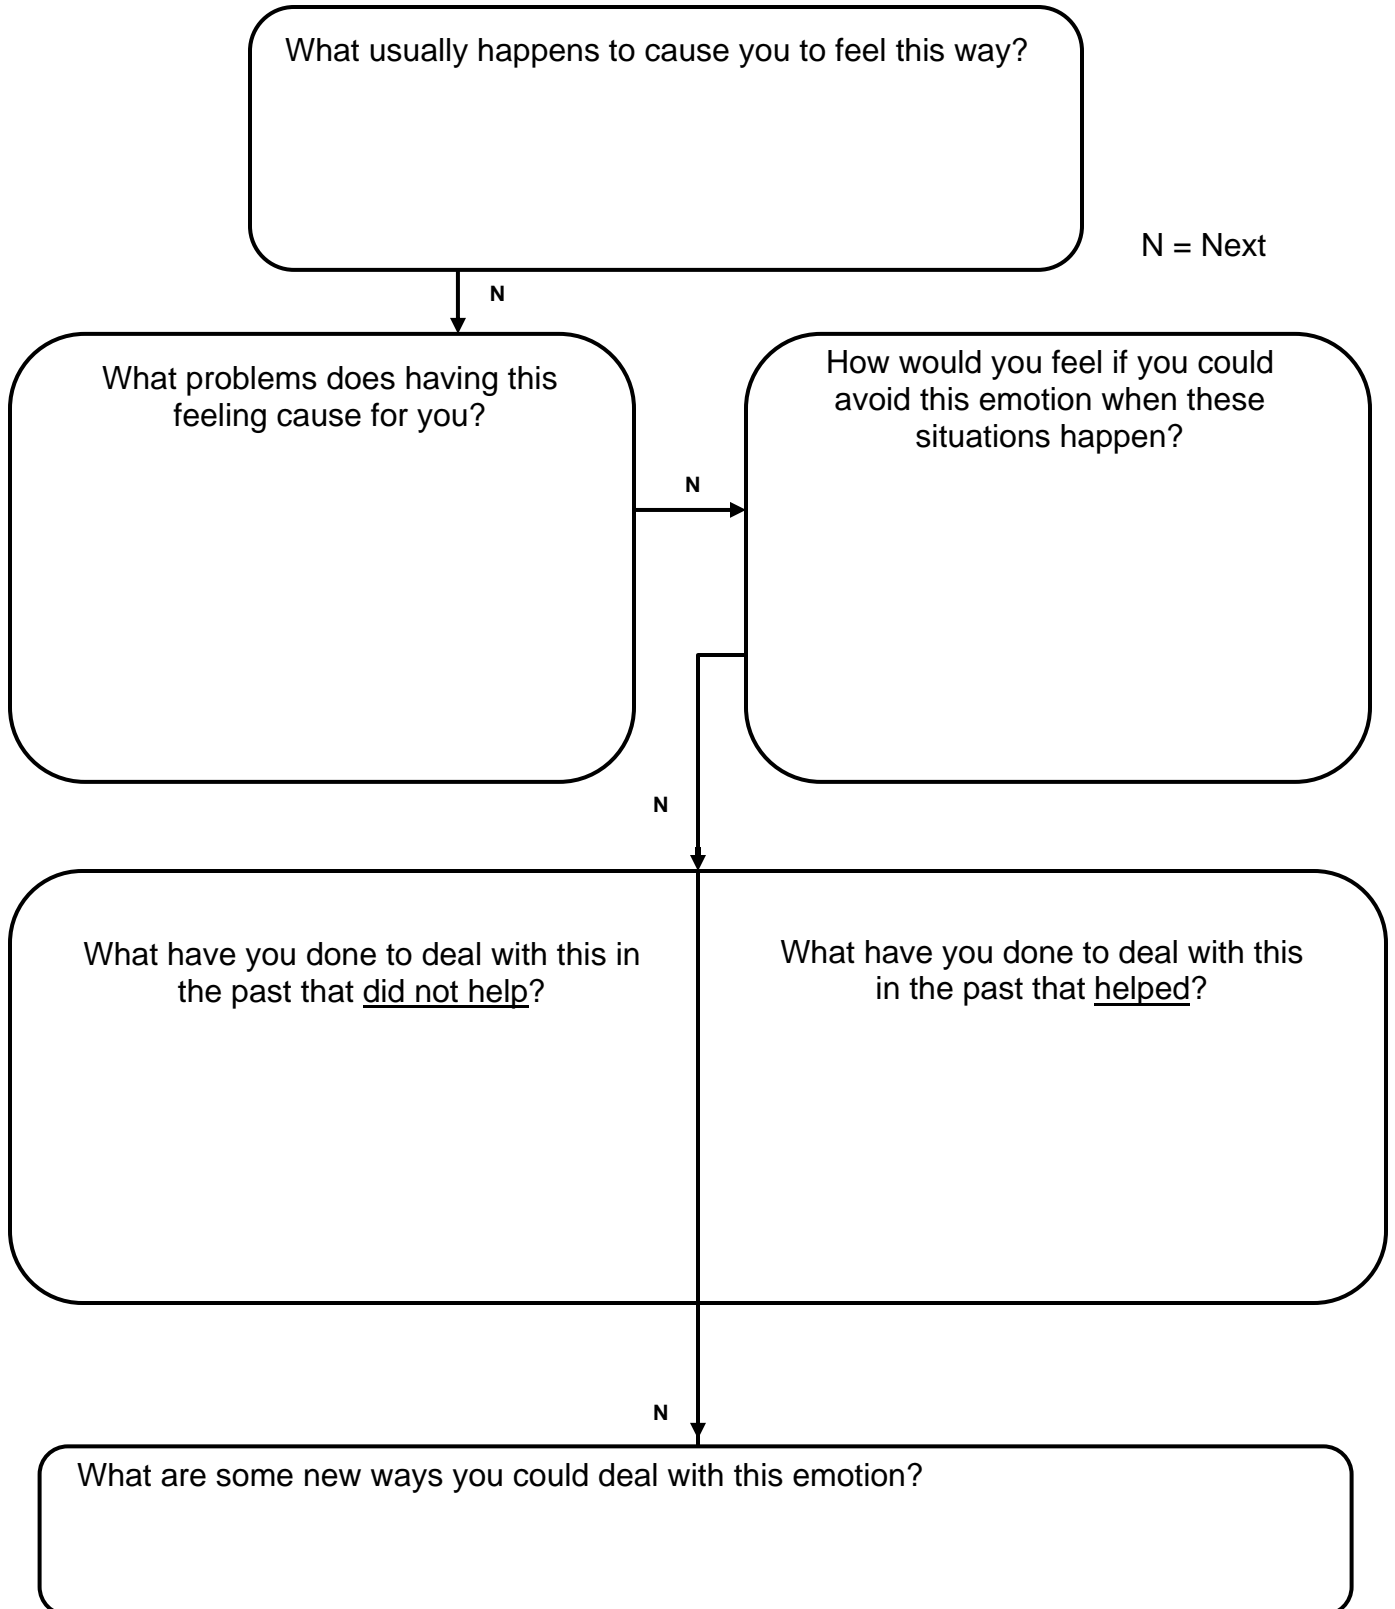 What usually happens to cause you to feel this way?
N = Next
N
What problems does having this
feeling cause for you?
N
How would you feel if you could
avoid this emotion when these
situations happen?
N
What have you done to deal with this in
the past that did not help?
What have you done to deal with this
in the past that helped?
N
What are some new ways you could deal with this emotion?